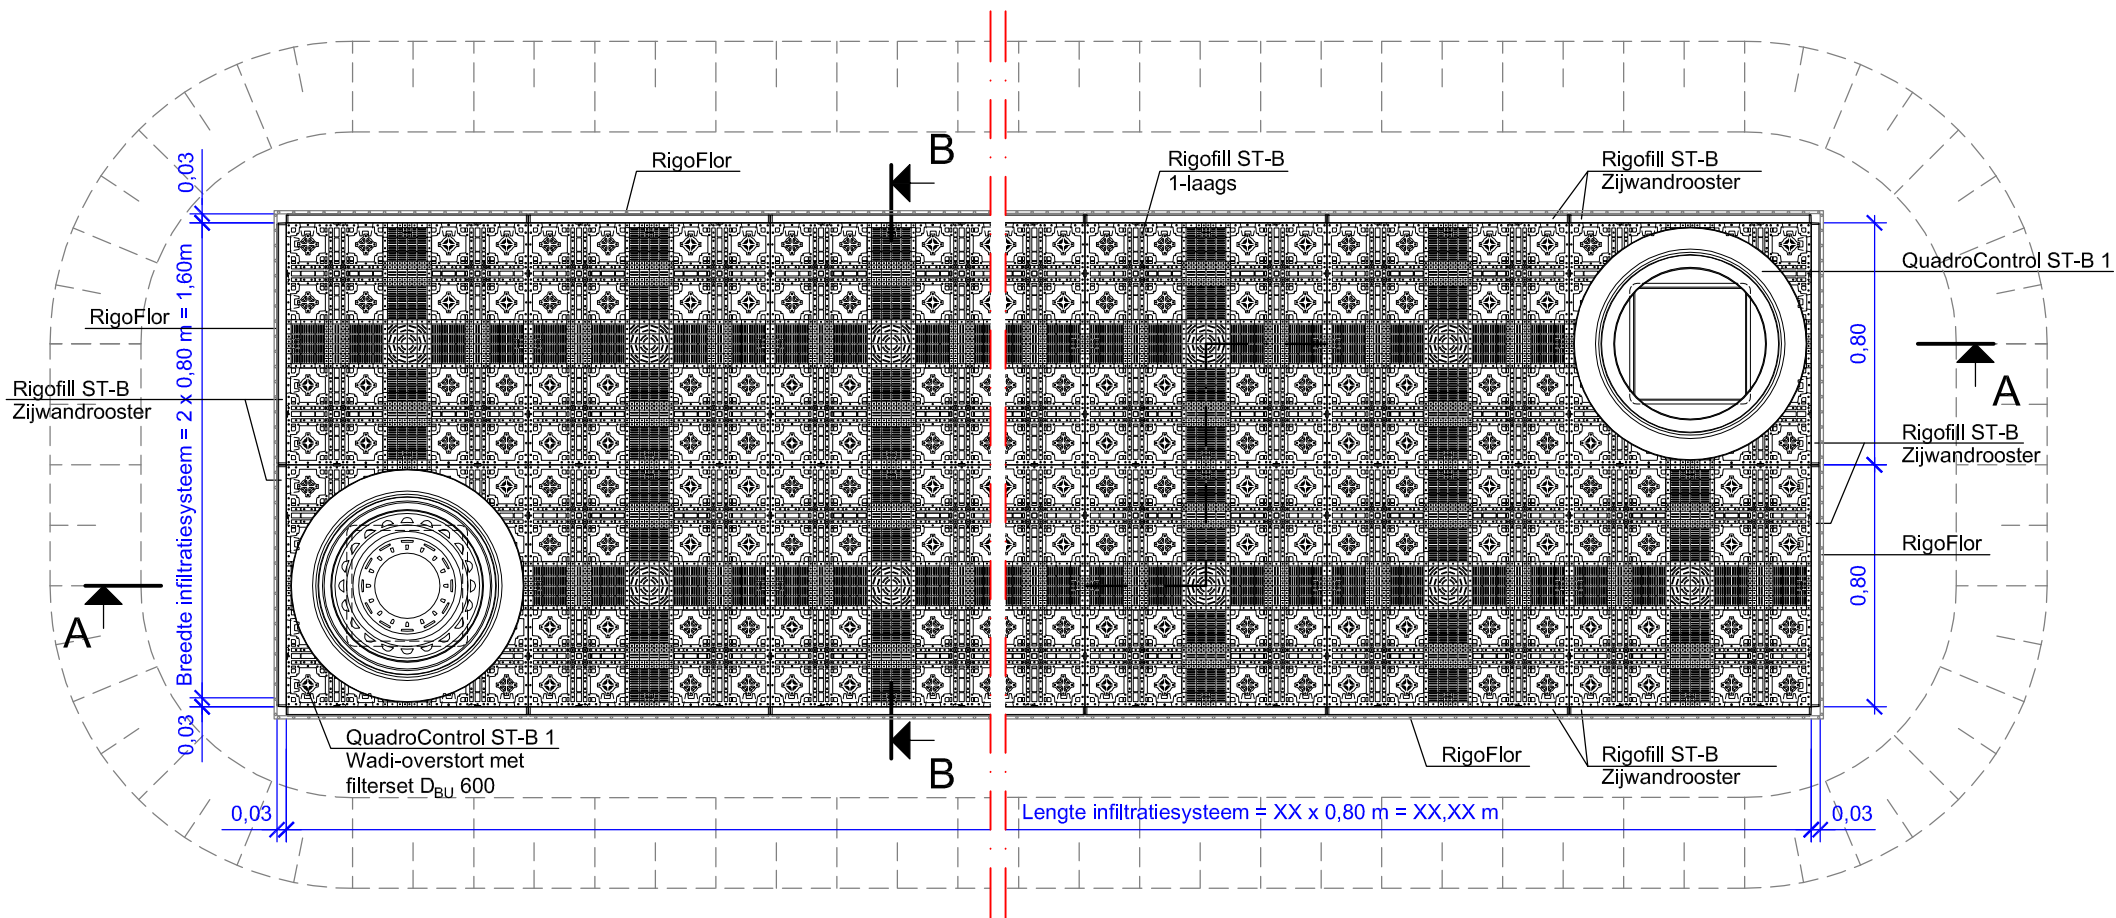 B
RigoFlor
Rigofill ST-B
1-laags
Rigofill ST-B
Zijwandrooster
0,03
QuadroControl ST-B 1
RigoFlor
Breedte infiltratiesysteem = 2 x 0,80 m = 1,60m
0,80
A
Rigofill ST-B
Zijwandrooster
Rigofill ST-B
Zijwandrooster
RigoFlor
0,80
A
0,03
QuadroControl ST-B 1
Wadi-overstort met
filterset DBU 600
B
RigoFlor
Rigofill ST-B
Zijwandrooster
0,03
Lengte infiltratiesysteem = XX x 0,80 m = XX,XX m
0,03